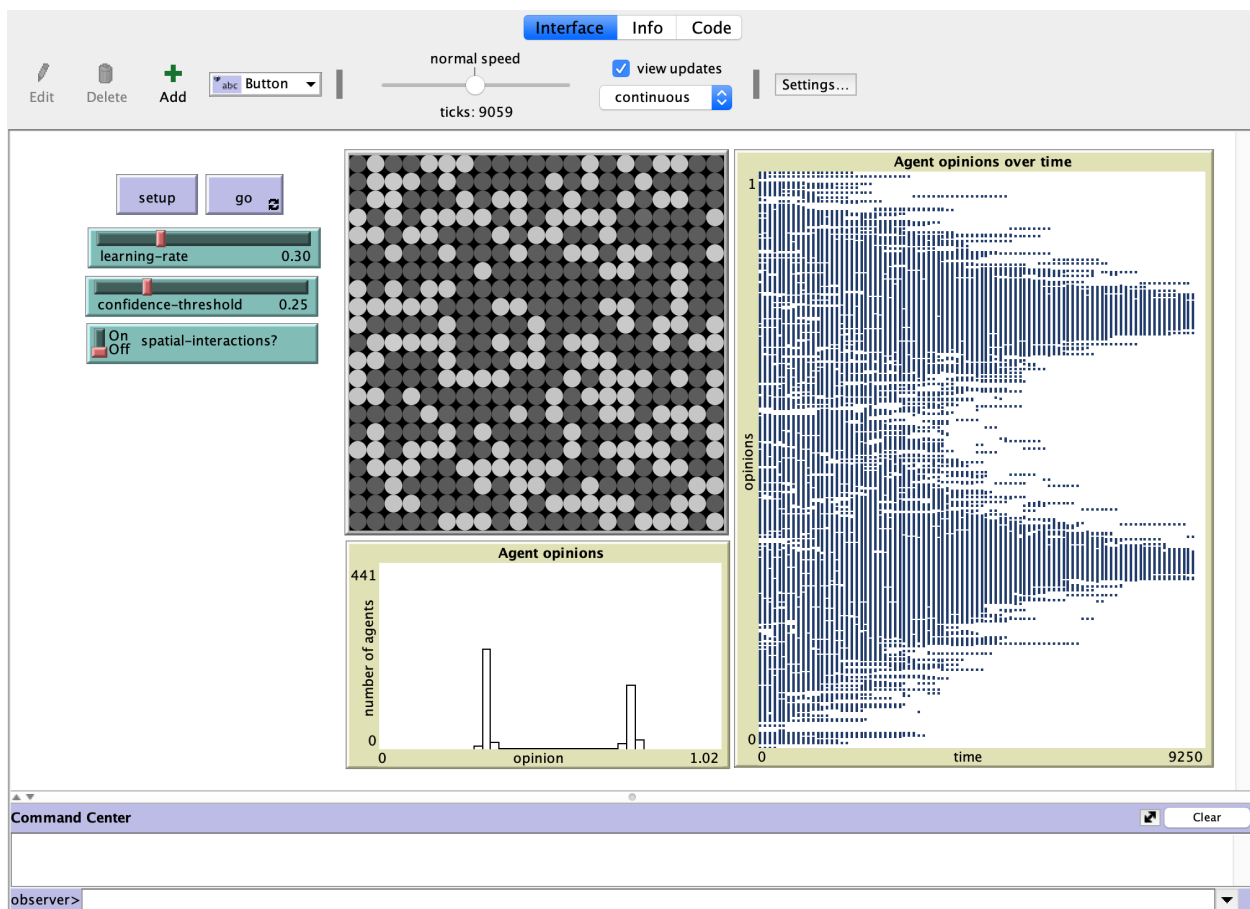 Interface Info Code
normal speed
view updates
Edit Delete Add abc Button continuous Settings...
ticks: 9059
setup go
learning-rate 0.30
confidence-threshold 0.25
On
Off spatial-interactions?
Agent opinions over time
1
opinions
0
0 time 9250
Agent opinions
441
number of agents
0
0 opinion 1.02
Command Center Clear
observer>